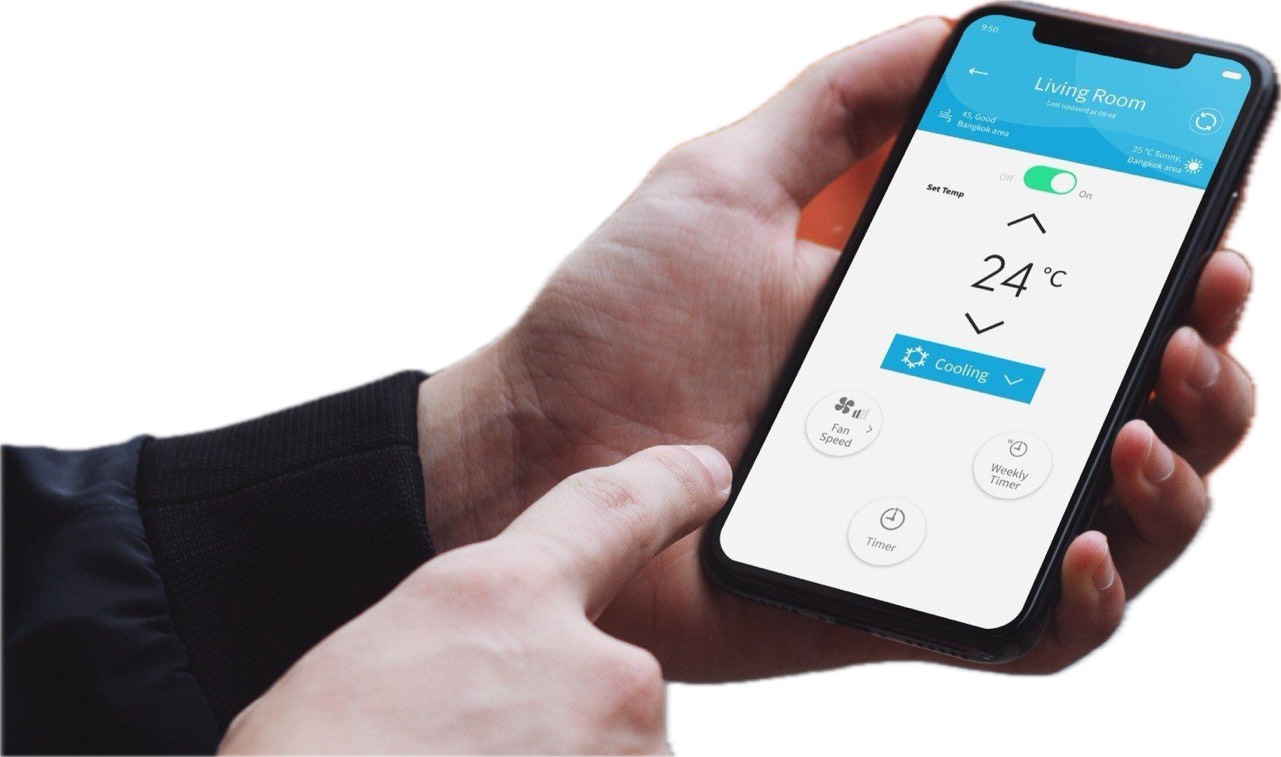 9:50
Living Room
Last updated at 09:48
45, Good
Bangkok area
35 °C Sunny,
Bangkok area
Off
On
Set Temp
24 °C
Cooling
Fan
Speed
W
Weekly
Timer
Timer